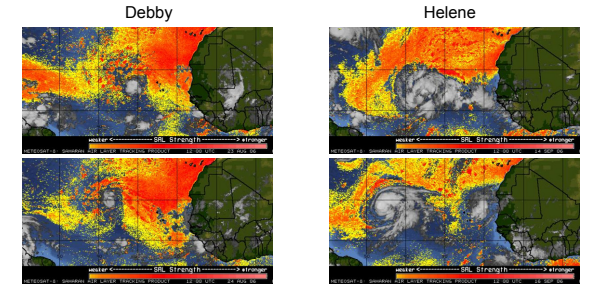 Debby
Helene
weaker <------------ SAL Strength ------------> stronger
METEOSAT-8: SAHARAN AIR LAYER TRACKING PRODUCT 12:00 UTC 23 AUG 06
weaker <------------ SAL Strength ------------> stronger
METEOSAT-8: SAHARAN AIR LAYER TRACKING PRODUCT 12:00 UTC 14 SEP 06
weaker <------------ SAL Strength ------------> stronger
METEOSAT-8: SAHARAN AIR LAYER TRACKING PRODUCT 12:00 UTC 24 AUG 06
weaker <------------ SAL Strength ------------> stronger
METEOSAT-8: SAHARAN AIR LAYER TRACKING PRODUCT 12:00 UTC 16 SEP 06